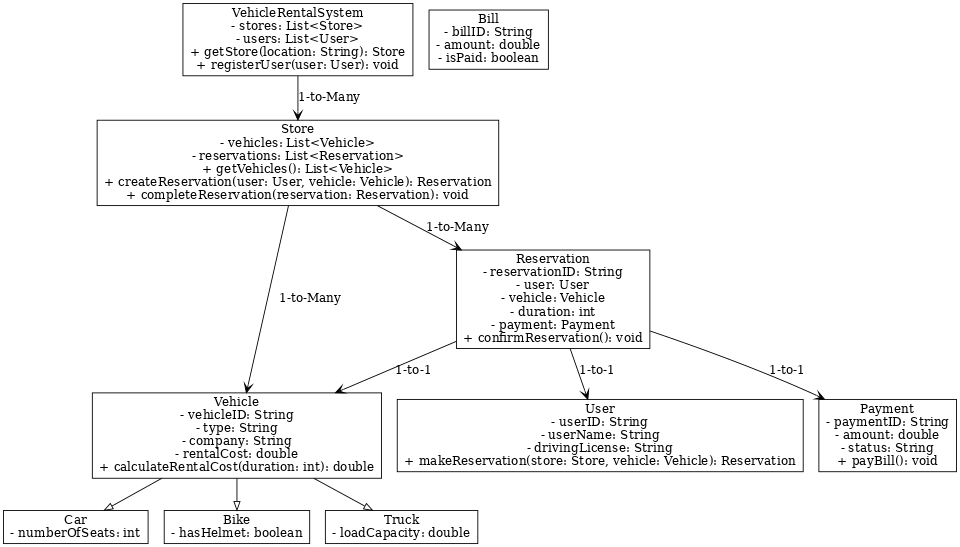 VehicleRentalSystem
- stores: List<Store>
- users: List<User>
+ getStore(location: String): Store
+ registerUser(user: User): void
Bill
- billID: String
- amount: double
- isPaid: boolean
1-to-Many
Store
- vehicles: List<Vehicle>
- reservations: List<Reservation>
+ getVehicles(): List<Vehicle>
+ createReservation(user: User, vehicle: Vehicle): Reservation
+ completeReservation(reservation: Reservation): void
1-to-Many
1-to-Many
Reservation
- reservationID: String
- user: User
- vehicle: Vehicle
- duration: int
- payment: Payment
+ confirmReservation(): void
1-to-1
1-to-1
1-to-1
Vehicle
- vehicleID: String
- type: String
- company: String
- rentalCost: double
+ calculateRentalCost(duration: int): double
User
- userID: String
- userName: String
- drivingLicense: String
+ makeReservation(store: Store, vehicle: Vehicle): Reservation
Payment
- paymentID: String
- amount: double
- status: String
+ payBill(): void
Car
- numberOfSeats: int
Bike
- hasHelmet: boolean
Truck
- loadCapacity: double